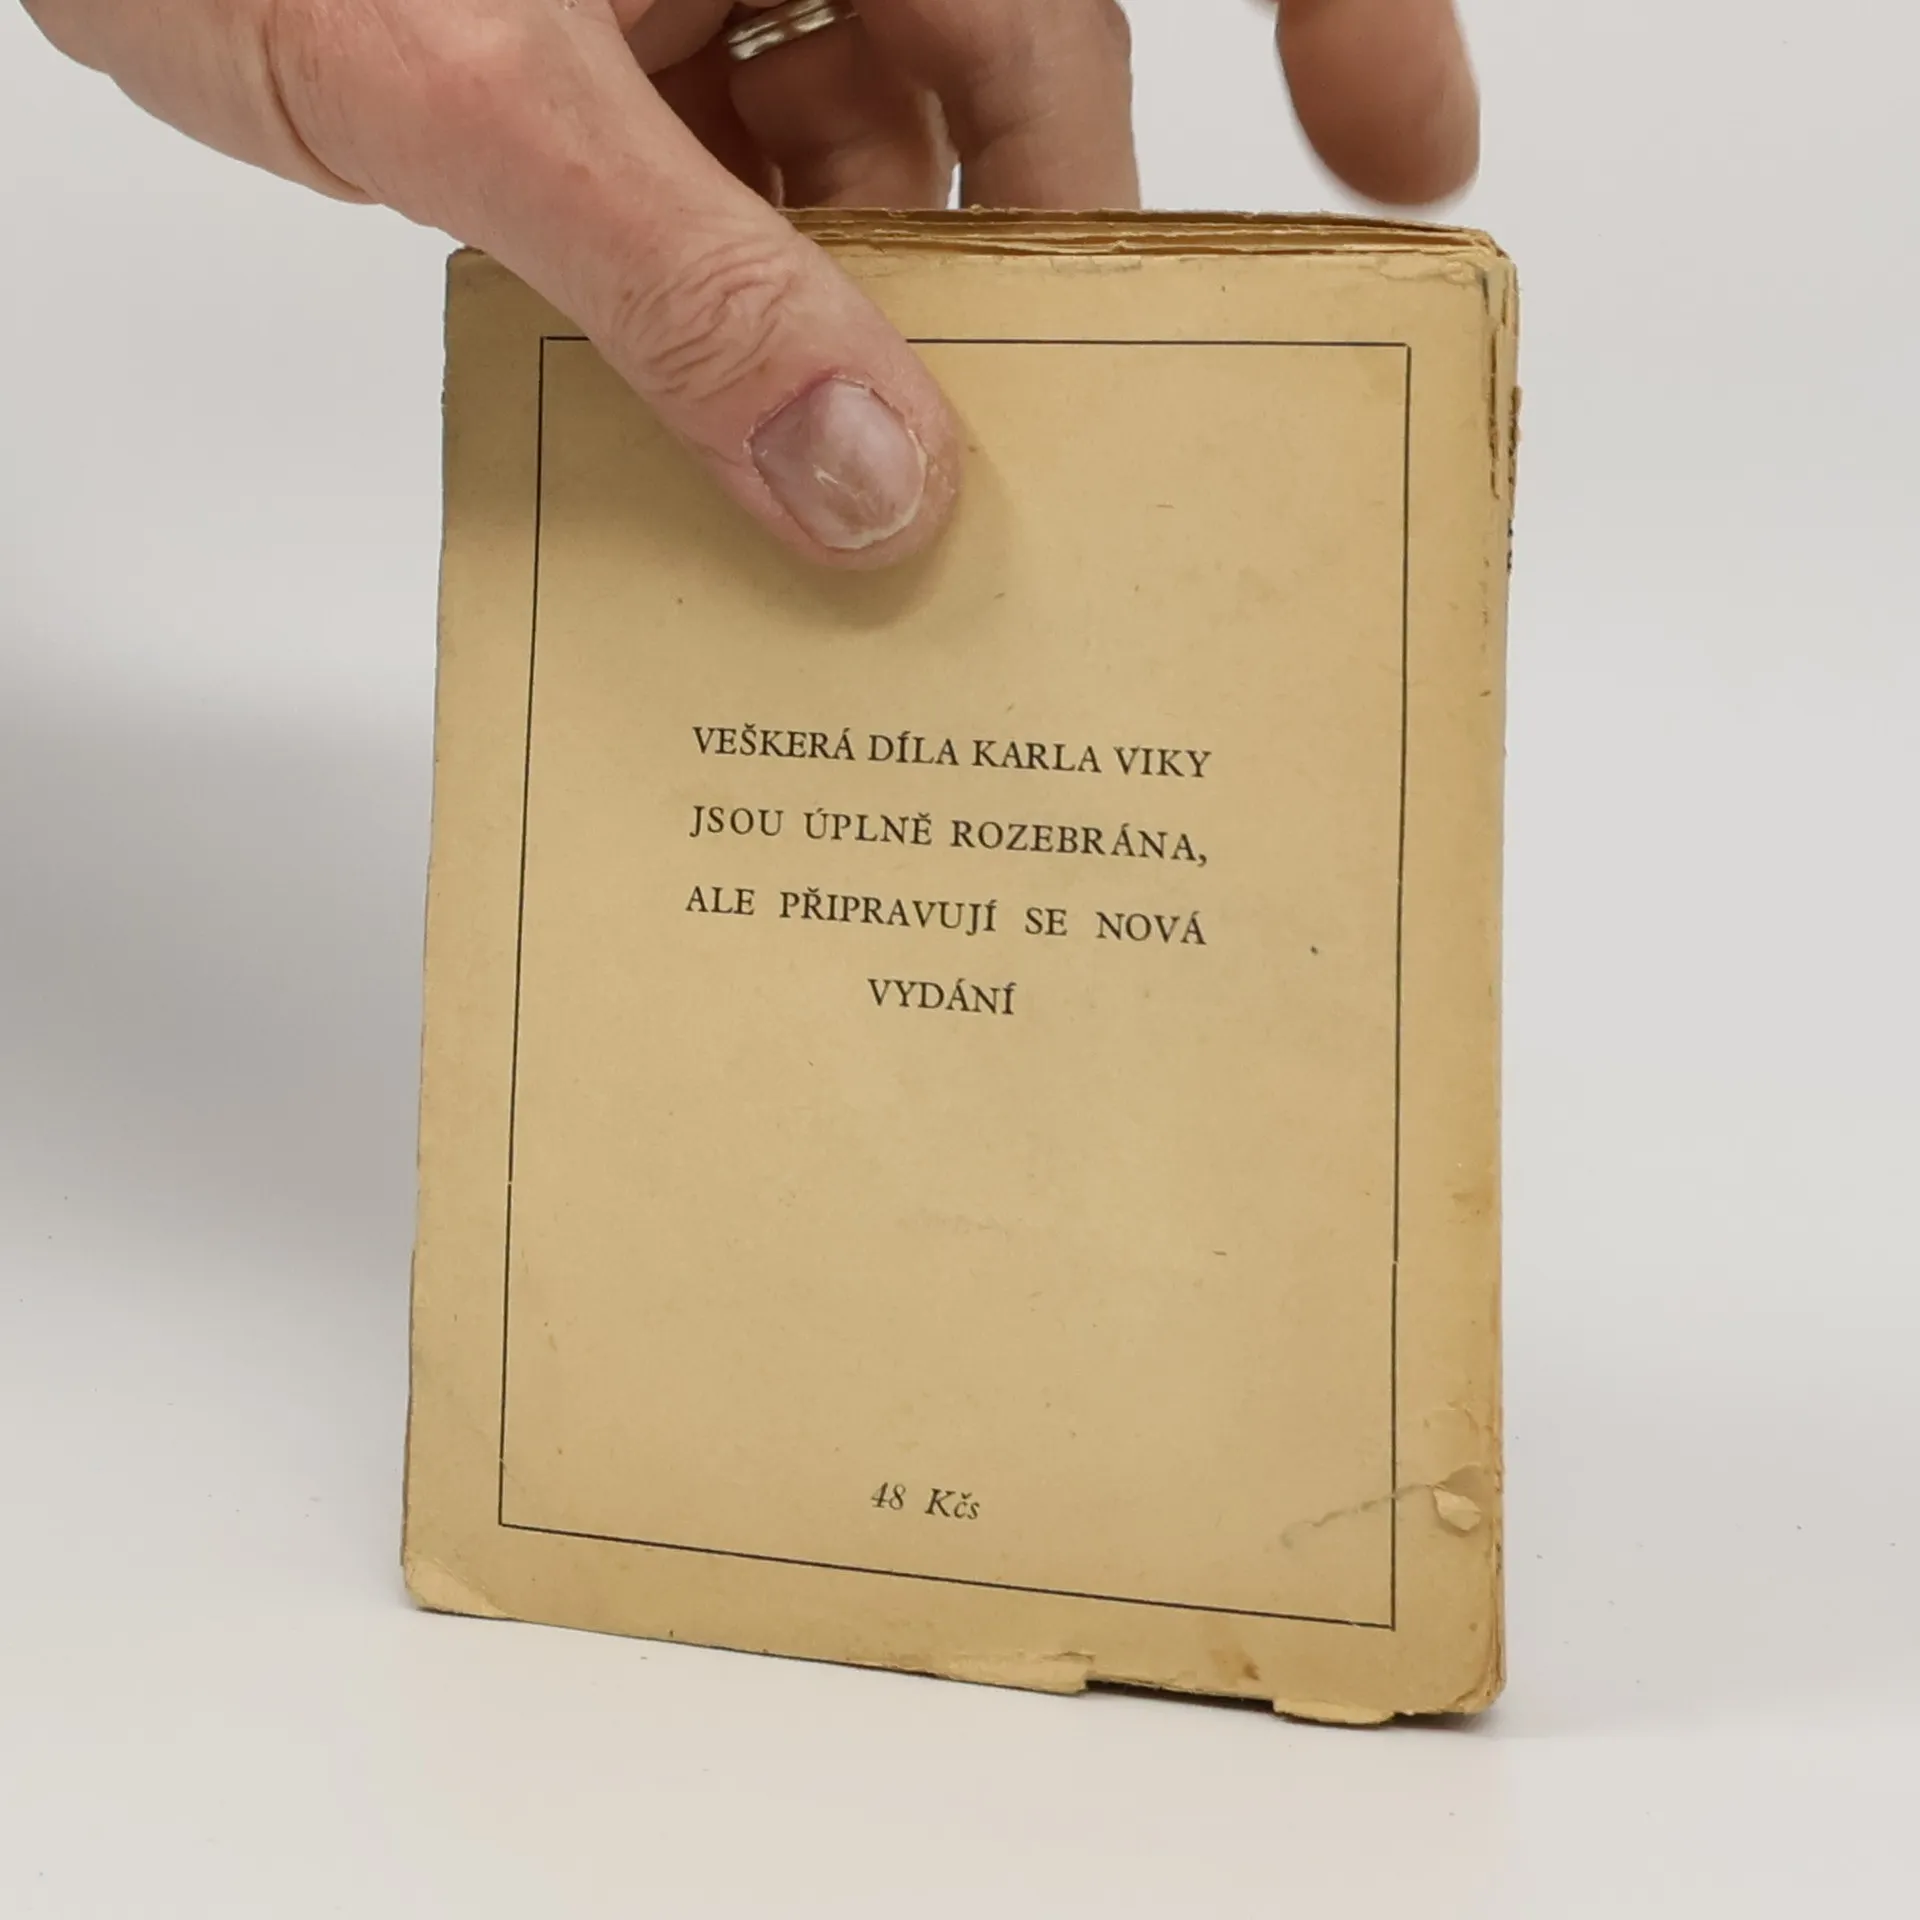 VEŠKERÁ DÍLA KARLA VIKY
JSOU ÚPLNĚ ROZEBRÁNA,
ALE PŘIPRAVUJÍ SE NOVÁ
VYDÁNÍ
48 Kčs